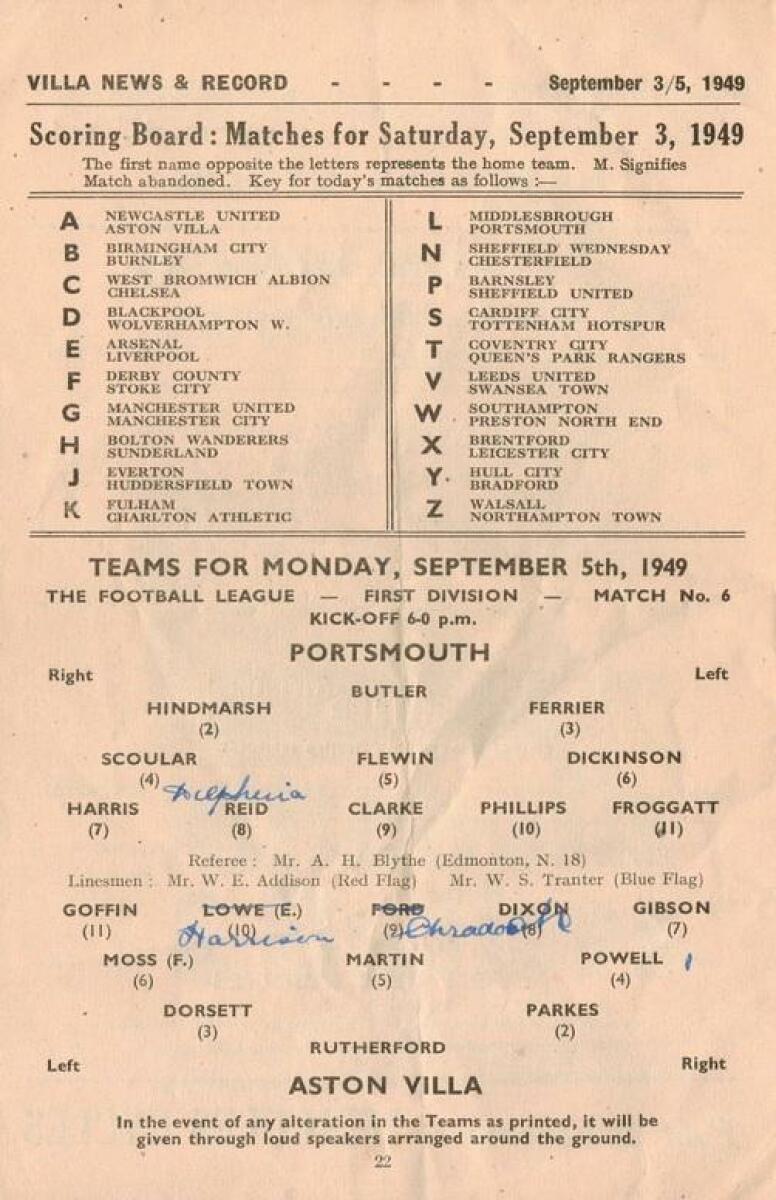 VILLA NEWS & RECORD - - - - September 3/5, 1949
Scoring Board : Matches for Saturday, September 3, 1949
The first name opposite the letters represents the home team. M. Signifies
Match abandoned. Key for today's matches as follows :—
A NEWCASTLE UNITED
ASTON VILLA
B BIRMINGHAM CITY
BURNLEY
C WEST BROMWICH ALBION
CHELSEA
D BLACKPOOL
WOLVERHAMPTON W.
E ARSENAL
LIVERPOOL
F DERBY COUNTY
STOKE CITY
G MANCHESTER UNITED
MANCHESTER CITY
H BOLTON WANDERERS
SUNDERLAND
J EVERTON
HUDDERSFIELD TOWN
K FULHAM
CHARLTON ATHLETIC
L MIDDLESBROUGH
PORTSMOUTH
N SHEFFIELD WEDNESDAY
CHESTERFIELD
P BARNSLEY
SHEFFIELD UNITED
S CARDIFF CITY
TOTTENHAM HOTSPUR
T COVENTRY CITY
QUEEN'S PARK RANGERS
V LEEDS UNITED
SWANSEA TOWN
W SOUTHAMPTON
PRESTON NORTH END
X BRENTFORD
LEICESTER CITY
Y HULL CITY
BRADFORD
Z WALSALL
NORTHAMPTON TOWN
TEAMS FOR MONDAY, SEPTEMBER 5th, 1949
THE FOOTBALL LEAGUE — FIRST DIVISION — MATCH No. 6
KICK-OFF 6-0 p.m.
PORTSMOUTH
Right Left
BUTLER
HINDMARSH FERRIER
(2) (3)
SCOULAR FLEWIN DICKINSON
(4) (5) (6)
HARRIS REID CLARKE PHILLIPS FROGGATT
(7) (8) (9) (10) (11)
Referee : Mr. A. H. Blythe (Edmonton, N. 18)
Linesmen : Mr. W. E. Addison (Red Flag) Mr. W. S. Tranter (Blue Flag)
GOFFIN LOWE (E.) FORD DIXON GIBSON
(11) (10) (9) (8) (7)
Harrison
MOSS (F.) MARTIN POWELL
(6) (5) (4)
DORSETT PARKES
(3) (2)
RUTHERFORD
Left Right
ASTON VILLA
In the event of any alteration in the Teams as printed, it will be
given through loud speakers arranged around the ground.
22